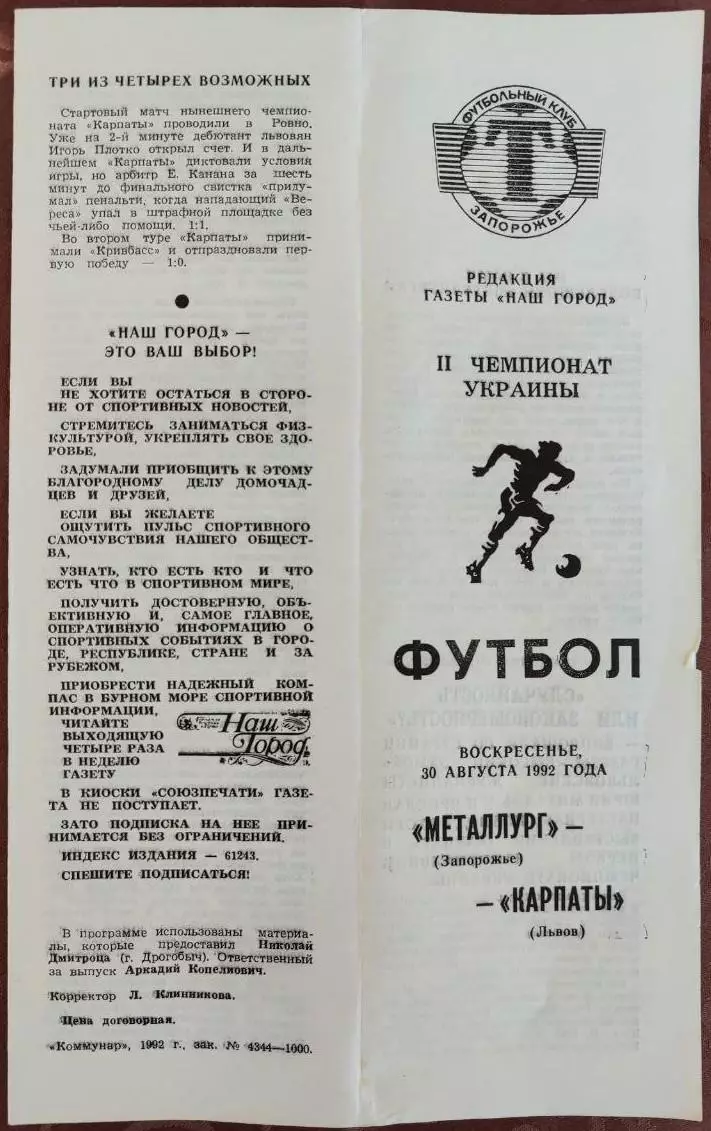 ТРИ ИЗ ЧЕТЫРЕХ ВОЗМОЖНЫХ
Стартовый матч нынешнего чемпио-
ната «Карпаты» проводили в Ровно.
Уже на 2-й минуте дебютант львовян
Игорь Плотко открыл счет. И в даль-
нейшем «Карпаты» диктовали условия
игры, но арбитр Е. Канана за шесть
минут до финального свистка «приду-
мал» пенальти, когда нападающий «Ве-
реса» упал в штрафной площадке без
чьей-либо помощи. 1:1.
Во втором туре «Карпаты» прини-
мали «Кривбасс» и отпраздновали пер-
вую победу — 1:0.
«НАШ ГОРОД» —
ЭТО ВАШ ВЫБОР!
ЕСЛИ ВЫ
НЕ ХОТИТЕ ОСТАТЬСЯ В СТОРО-
НЕ ОТ СПОРТИВНЫХ НОВОСТЕЙ,
СТРЕМИТЕСЬ ЗАНИМАТЬСЯ ФИЗ-
КУЛЬТУРОЙ, УКРЕПЛЯТЬ СВОЕ ЗДО-
РОВЬЕ,
ЗАДУМАЛИ ПРИОБЩИТЬ К ЭТОМУ
БЛАГОРОДНОМУ ДЕЛУ ДОМОЧАД-
ЦЕВ И ДРУЗЕЙ,
ЕСЛИ ВЫ ЖЕЛАЕТЕ
ОЩУТИТЬ ПУЛЬС СПОРТИВНОГО
САМОЧУВСТВИЯ НАШЕГО ОБЩЕСТ-
ВА,
УЗНАТЬ, КТО ЕСТЬ КТО И ЧТО
ЕСТЬ ЧТО В СПОРТИВНОМ МИРЕ,
ПОЛУЧИТЬ ДОСТОВЕРНУЮ, ОБЪ-
ЕКТИВНУЮ И, САМОЕ ГЛАВНОЕ,
ОПЕРАТИВНУЮ ИНФОРМАЦИЮ О
СПОРТИВНЫХ СОБЫТИЯХ В ГОРО-
ДЕ, РЕСПУБЛИКЕ, СТРАНЕ И ЗА
РУБЕЖОМ,
ПРИОБРЕСТИ НАДЕЖНЫЙ КОМ-
ПАС В БУРНОМ МОРЕ СПОРТИВНОЙ
ИНФОРМАЦИИ,
ЧИТАЙТЕ
ВЫХОДЯЩУЮ
ЧЕТЫРЕ РАЗА
В НЕДЕЛЮ
ГАЗЕТУ
Наш
Город
В КИОСКИ «СОЮЗПЕЧАТИ» ГАЗЕ-
ТА НЕ ПОСТУПАЕТ.
ЗАТО ПОДПИСКА НА НЕЕ ПРИ-
НИМАЕТСЯ БЕЗ ОГРАНИЧЕНИЙ.
ИНДЕКС ИЗДАНИЯ — 61243.
СПЕШИТЕ ПОДПИСАТЬСЯ!
В программе использованы материа-
лы, которые предоставил Николай
Дмитроца (г. Дрогобыч). Ответственный
за выпуск Аркадий Копелиович.
Корректор Л. Клинникова.
Цена договорная.
«Коммунар», 1992 г., зак. № 4344—1000.
ФУТБОЛЬНЫЙ КЛУБ
ЗАПОРОЖЬЕ
РЕДАКЦИЯ
ГАЗЕТЫ «НАШ ГОРОД»
II ЧЕМПИОНАТ
УКРАИНЫ
ФУТБОЛ
ВОСКРЕСЕНЬЕ,
30 АВГУСТА 1992 ГОДА
«МЕТАЛЛУРГ» —
(Запорожье)
— «КАРПАТЫ»
(Львов)